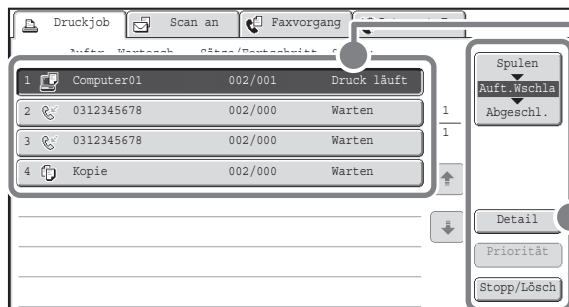 Druckjob
Scan an
Faxvorgang
1 Computer01 002/001 Druck läuft
2 0312345678 002/000 Warten
3 0312345678 002/000 Warten
4 Kopie 002/000 Warten
1
1
Spulen
Auft.Wschla
Abgeschl.
Detail
Priorität
Stopp/Lösch